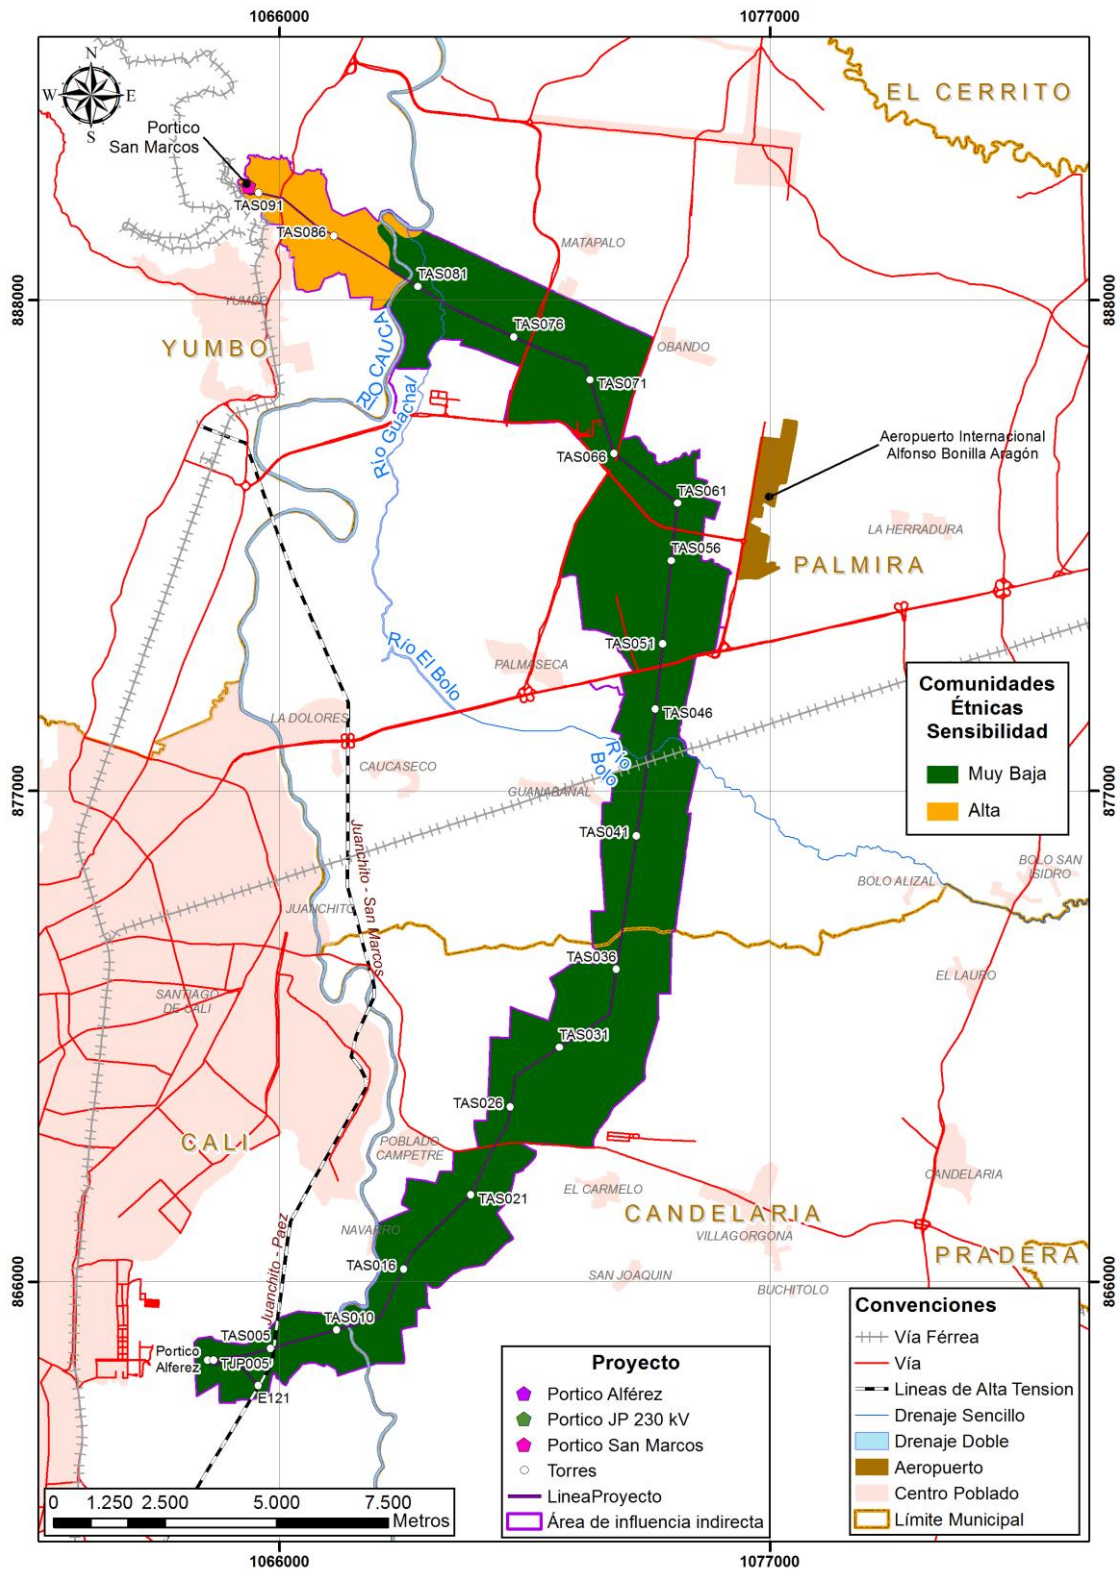 1066000
1077000
N
W E
S
EL CERRITO
Portico
San Marcos
TAS091
TAS086
MATAPALO
TAS081
888000
888000
YUMBO
RÍO CAUCA
TAS076
YUMBO
OBANDO
TAS071
Río Guachal
Aeropuerto Internacional
Alfonso Bonilla Aragón
TAS066
TAS061
LA HERRADURA
TAS056
PALMIRA
Río El Bolo
TAS051
PALMASECA
Comunidades
Étnicas
Sensibilidad
Muy Baja
Alta
TAS046
LA DOLORES
Río
Bolo
CAUCASECO
GUANABANAL
877000
877000
Juanchito - San Marcos
TAS041
BOLO SAN
ISIDRO
BOLO ALIZAL
JUANCHITO
TAS036
EL LAURO
SANTIAGO
DE CALI
TAS031
TAS026
CALI
POBLADO
CAMPETRE
CANDELARIA
EL CARMELO
TAS021
CANDELARIA
VILLAGORGONA
NAVARRO
PRADERA
Juanchito - Paez
TAS016
SAN JOAQUIN
BUCHITOLO
866000
866000
TAS010
TAS005
Portico
Alferez
TJP005
E121
Proyecto
Portico Alférez
Portico JP 230 kV
Portico San Marcos
Torres
LineaProyecto
Área de influencia indirecta
Convenciones
Vía Férrea
Vía
Lineas de Alta Tension
Drenaje Sencillo
Drenaje Doble
Aeropuerto
Centro Poblado
Límite Municipal
0 1.250 2.500 5.000 7.500
Metros
1066000
1077000